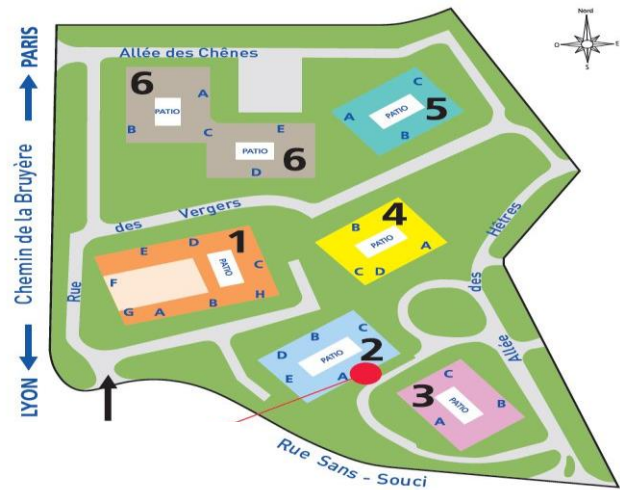 Nord
O
E
S
PARIS
Chemin de la Bruyère
LYON
Allée des Chênes
6
A
PATIO
B
C
E
PATIO
D
6
C
A
PATIO
5
B
Rue des Vergers
1
D
E
F
PATIO
C
G
A
B
H
B
4
PATIO
A
C
D
Allée des Hêtres
C
B
D
PATIO
2
E
A
C
3
PATIO
B
A
Rue Sans - Souci